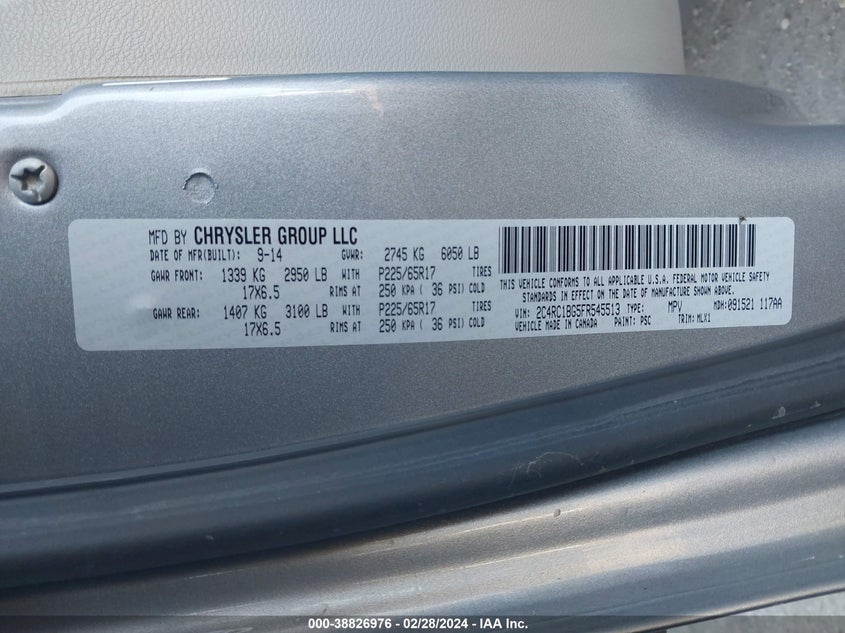 MFD BY CHRYSLER GROUP LLC
DATE OF MFR(BUILT): 9-14 GVWR: 2745 KG 6050 LB
GAWR FRONT: 1339 KG 2950 LB WITH P225/65R17 TIRES
17X6.5 RIMS AT 250 KPA ( 36 PSI) COLD
GAWR REAR: 1407 KG 3100 LB WITH P225/65R17 TIRES
17X6.5 RIMS AT 250 KPA ( 36 PSI) COLD
THIS VEHICLE CONFORMS TO ALL APPLICABLE U.S.A. FEDERAL MOTOR VEHICLE SAFETY
STANDARDS IN EFFECT ON THE DATE OF MANUFACTURE SHOWN ABOVE.
VIN: 2C4RC1BG5FR545513 TYPE: MPV MDH: 091521 117AA
VEHICLE MADE IN CANADA PAINT: PSC TRIM: MLX1
000-38826976 / 02/28/2024 / IAA Inc.